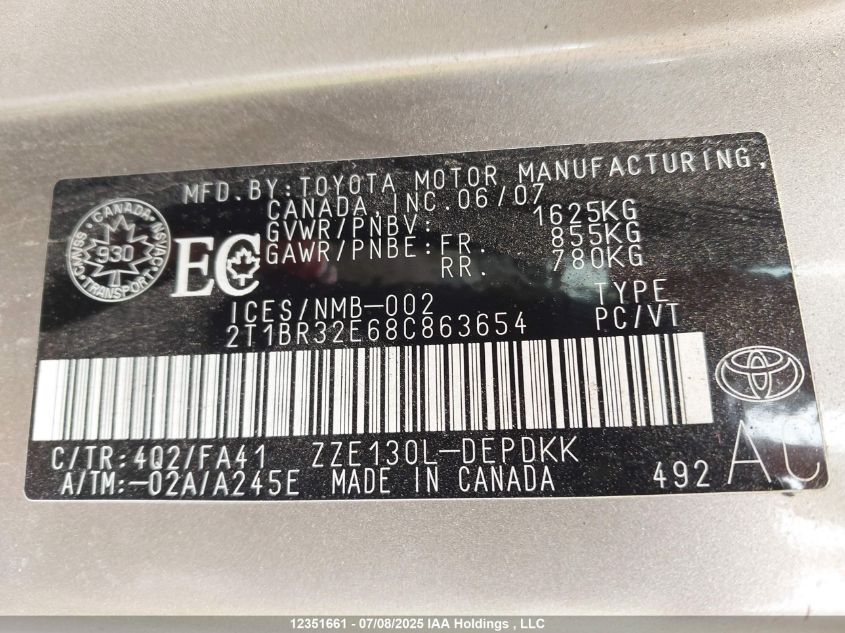 MFD.BY:TOYOTA MOTOR MANUFACTURING,
CANADA,INC.06/07
GVWR/PNBV: 1625KG
GAWR/PNBE:FR. 855KG
RR. 780KG
CANADA
930
TRANSPORT
EC
ICES/NMB-002
TYPE
2T1BR32E68C863654
PC/VT
C/TR:4Q2/FA41 ZZE130L-DEPDKK
A/TM:-02A/A245E MADE IN CANADA
492
AC
12351661 - 07/08/2025 IAA Holdings , LLC